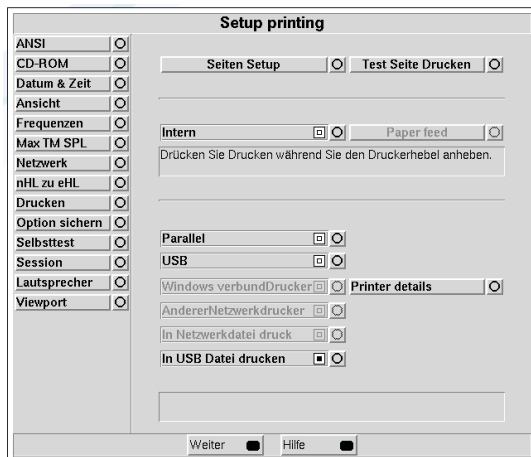 Setup printing
ANSI
CD-ROM
Datum & Zeit
Ansicht
Frequenzen
Max TM SPL
Netzwerk
nHL zu eHL
Drucken
Option sichern
Selbsttest
Session
Lautsprecher
Viewport
Seiten Setup
Test Seite Drucken
Intern
Paper feed
Drücken Sie Drucken während Sie den Druckerhebel anheben.
Parallel
USB
Windows verbundDrucker
Printer details
AndererNetzwerkdrucker
In Netzwerkdatei druck
In USB Datei drucken
Weiter
Hilfe